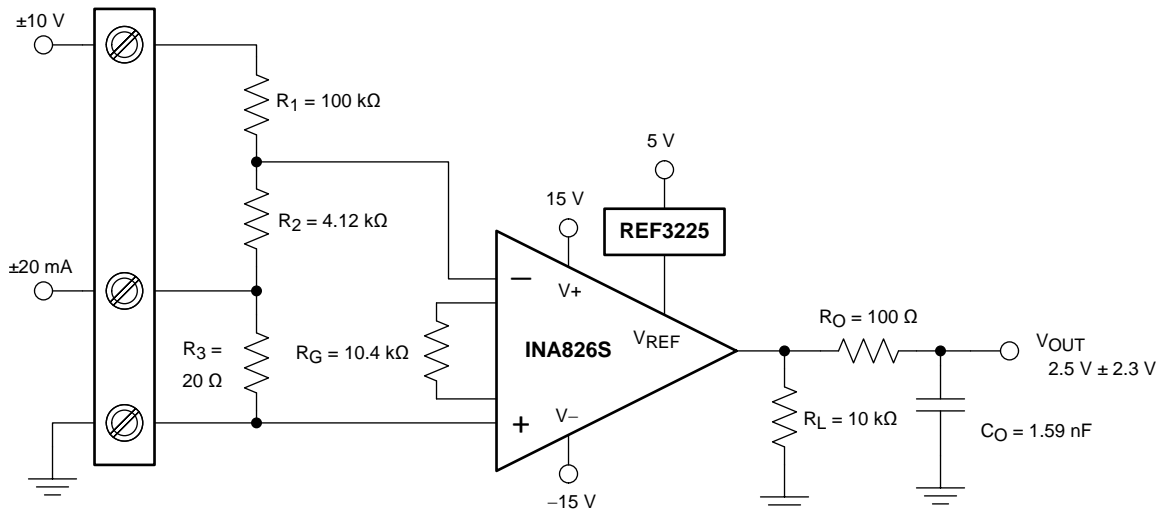 ±10 V
R1 = 100 kΩ
5 V
R2 = 4.12 kΩ
15 V
REF3225
±20 mA
−
V+
RO = 100 Ω
VOUT
2.5 V ± 2.3 V
R3 =
20 Ω
RG = 10.4 kΩ
INA826S
VREF
+
V−
RL = 10 kΩ
CO = 1.59 nF
−15 V